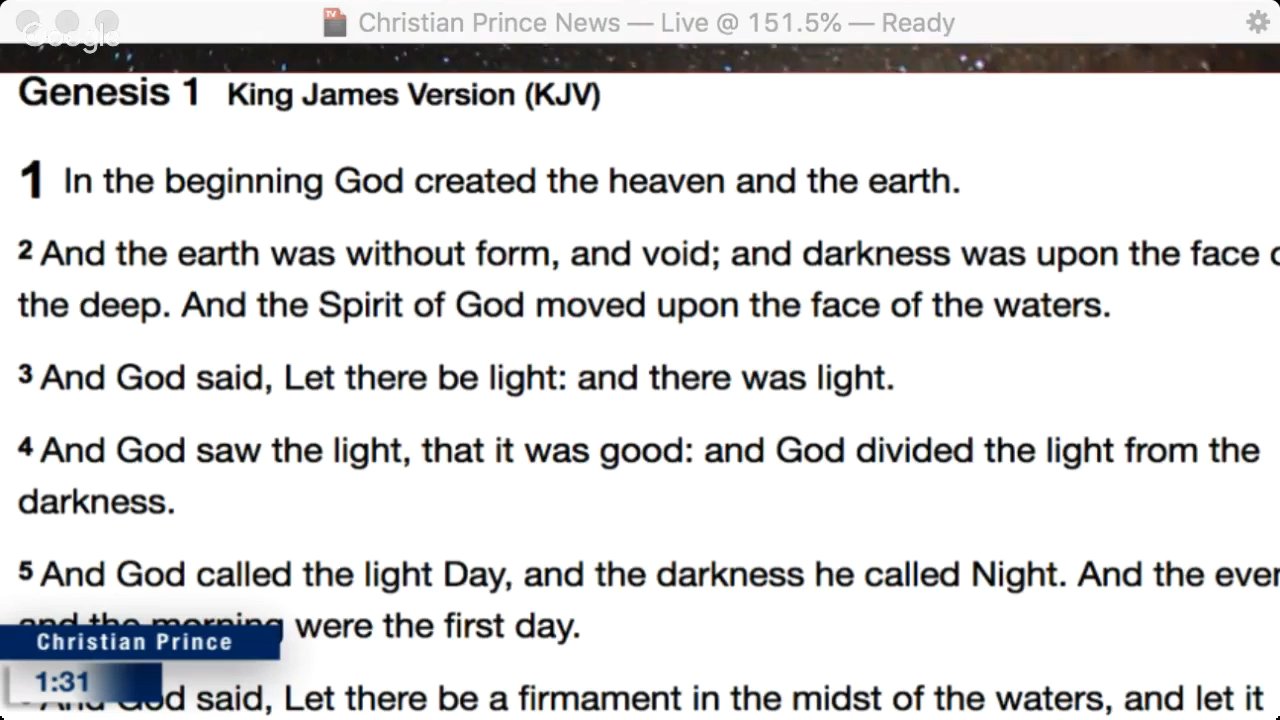 Christian Prince News — Live @ 151.5% — Ready
Google
Genesis 1 King James Version (KJV)
1 In the beginning God created the heaven and the earth.
2 And the earth was without form, and void; and darkness was upon the face
the deep. And the Spirit of God moved upon the face of the waters.
3 And God said, Let there be light: and there was light.
4 And God saw the light, that it was good: and God divided the light from the
darkness.
5 And God called the light Day, and the darkness he called Night. And the
and the morning were the first day.
Christian Prince
1:31
And God said, Let there be a firmament in the midst of the waters, and let it